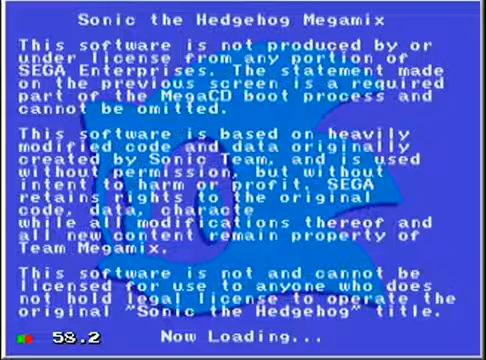 Sonic the Hedgehog Megamix
This software is not produced by or
under license from any portion of
SEGA Enterprises. The statement made
on the previous screen is a required
part of the MegaCD boot process and
cannot be omitted.
This software is based on heavily
modified code and data originally
created by Sonic Team, and is used
without permission, but without
intent to harm or profit. SEGA
retains rights to the original
code, data, characte
while all modifications thereof and
all new content remain property of
Team Megamix.
This software is not and cannot be
licensed for use to anyone who does
not hold legal license to operate the
original "Sonic the Hedgehog" title.
58.2 Now Loading...